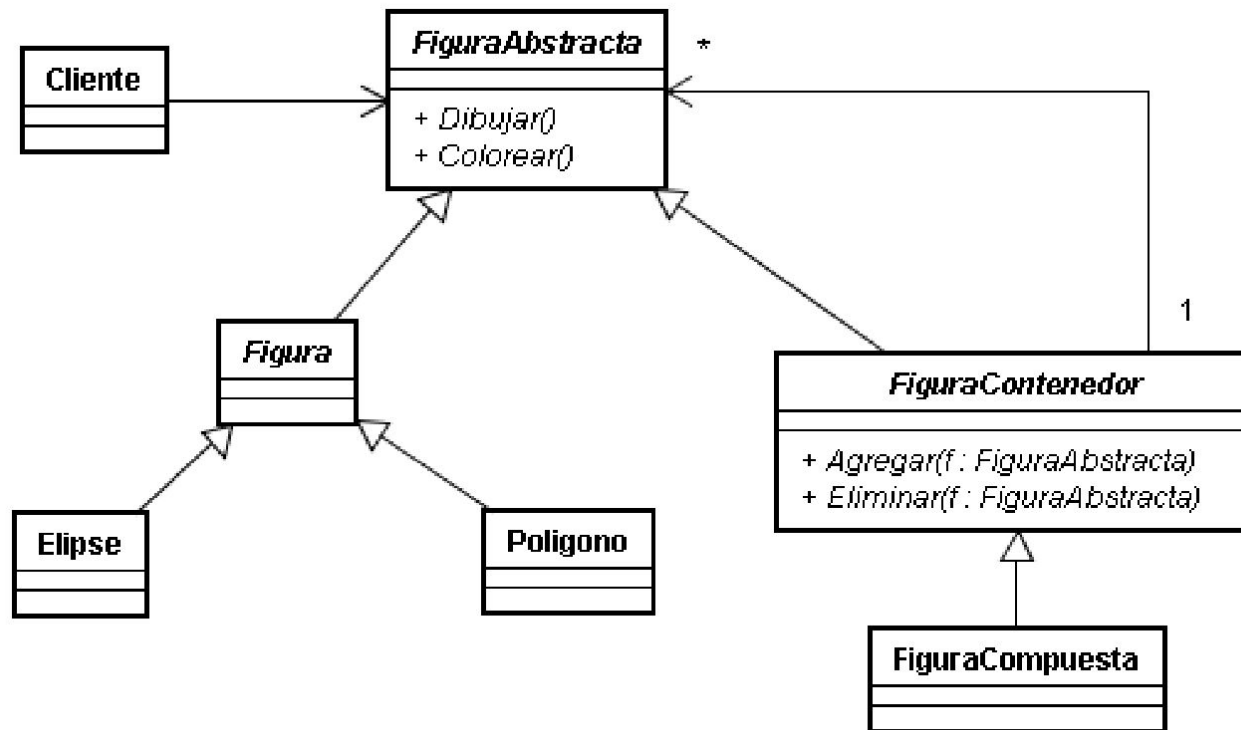 FiguraAbstracta
*
Cliente
+ Dibujar()
+ Colorear()
1
Figura
FiguraContenedor
+ Agregar(f : FiguraAbstracta)
+ Eliminar(f : FiguraAbstracta)
Elipse
Poligono
FiguraCompuesta